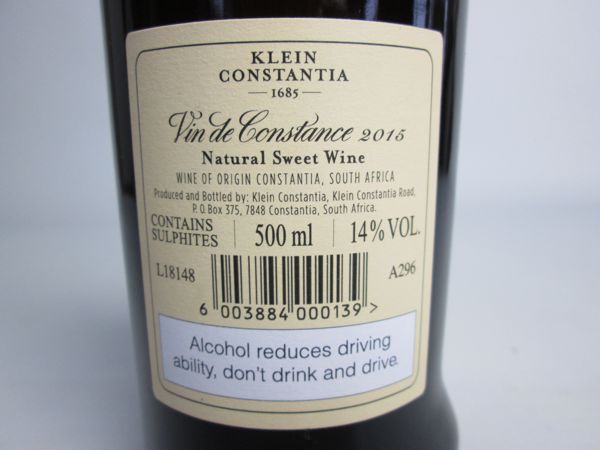 KLEIN
CONSTANTIA
1685
Vin de Constance 2015
Natural Sweet Wine
WINE OF ORIGIN CONSTANTIA, SOUTH AFRICA
Produced and Bottled by: Klein Constantia, Klein Constantia Road,
P.O. Box 375, 7848 Constantia, South Africa.
CONTAINS
SULPHITES
500 ml
14% VOL.
L18148
A296
6 003884 000139 >
Alcohol reduces driving
ability, don't drink and drive.